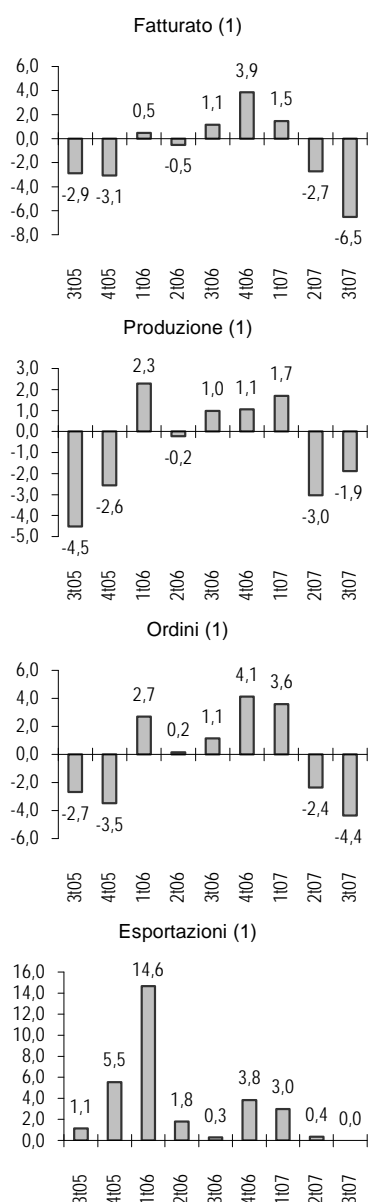 Fatturato (1)
6,0
4,0
2,0
0,0
-2,0
-4,0
-6,0
-8,0
-2,9
-3,1
0,5
-0,5
1,1
3,9
1,5
-2,7
-6,5
3t05
4t05
1t06
2t06
3t06
4t06
1t07
2t07
3t07
Produzione (1)
3,0
2,0
1,0
0,0
-1,0
-2,0
-3,0
-4,0
-5,0
-4,5
-2,6
2,3
-0,2
1,0
1,1
1,7
-3,0
-1,9
3t05
4t05
1t06
2t06
3t06
4t06
1t07
2t07
3t07
Ordini (1)
6,0
4,0
2,0
0,0
-2,0
-4,0
-6,0
-2,7
-3,5
2,7
0,2
1,1
4,1
3,6
-2,4
-4,4
3t05
4t05
1t06
2t06
3t06
4t06
1t07
2t07
3t07
Esportazioni (1)
16,0
14,0
12,0
10,0
8,0
6,0
4,0
2,0
0,0
1,1
5,5
14,6
1,8
0,3
3,8
3,0
0,4
0,0
3t05
4t05
1t06
2t06
3t06
4t06
1t07
2t07
3t07